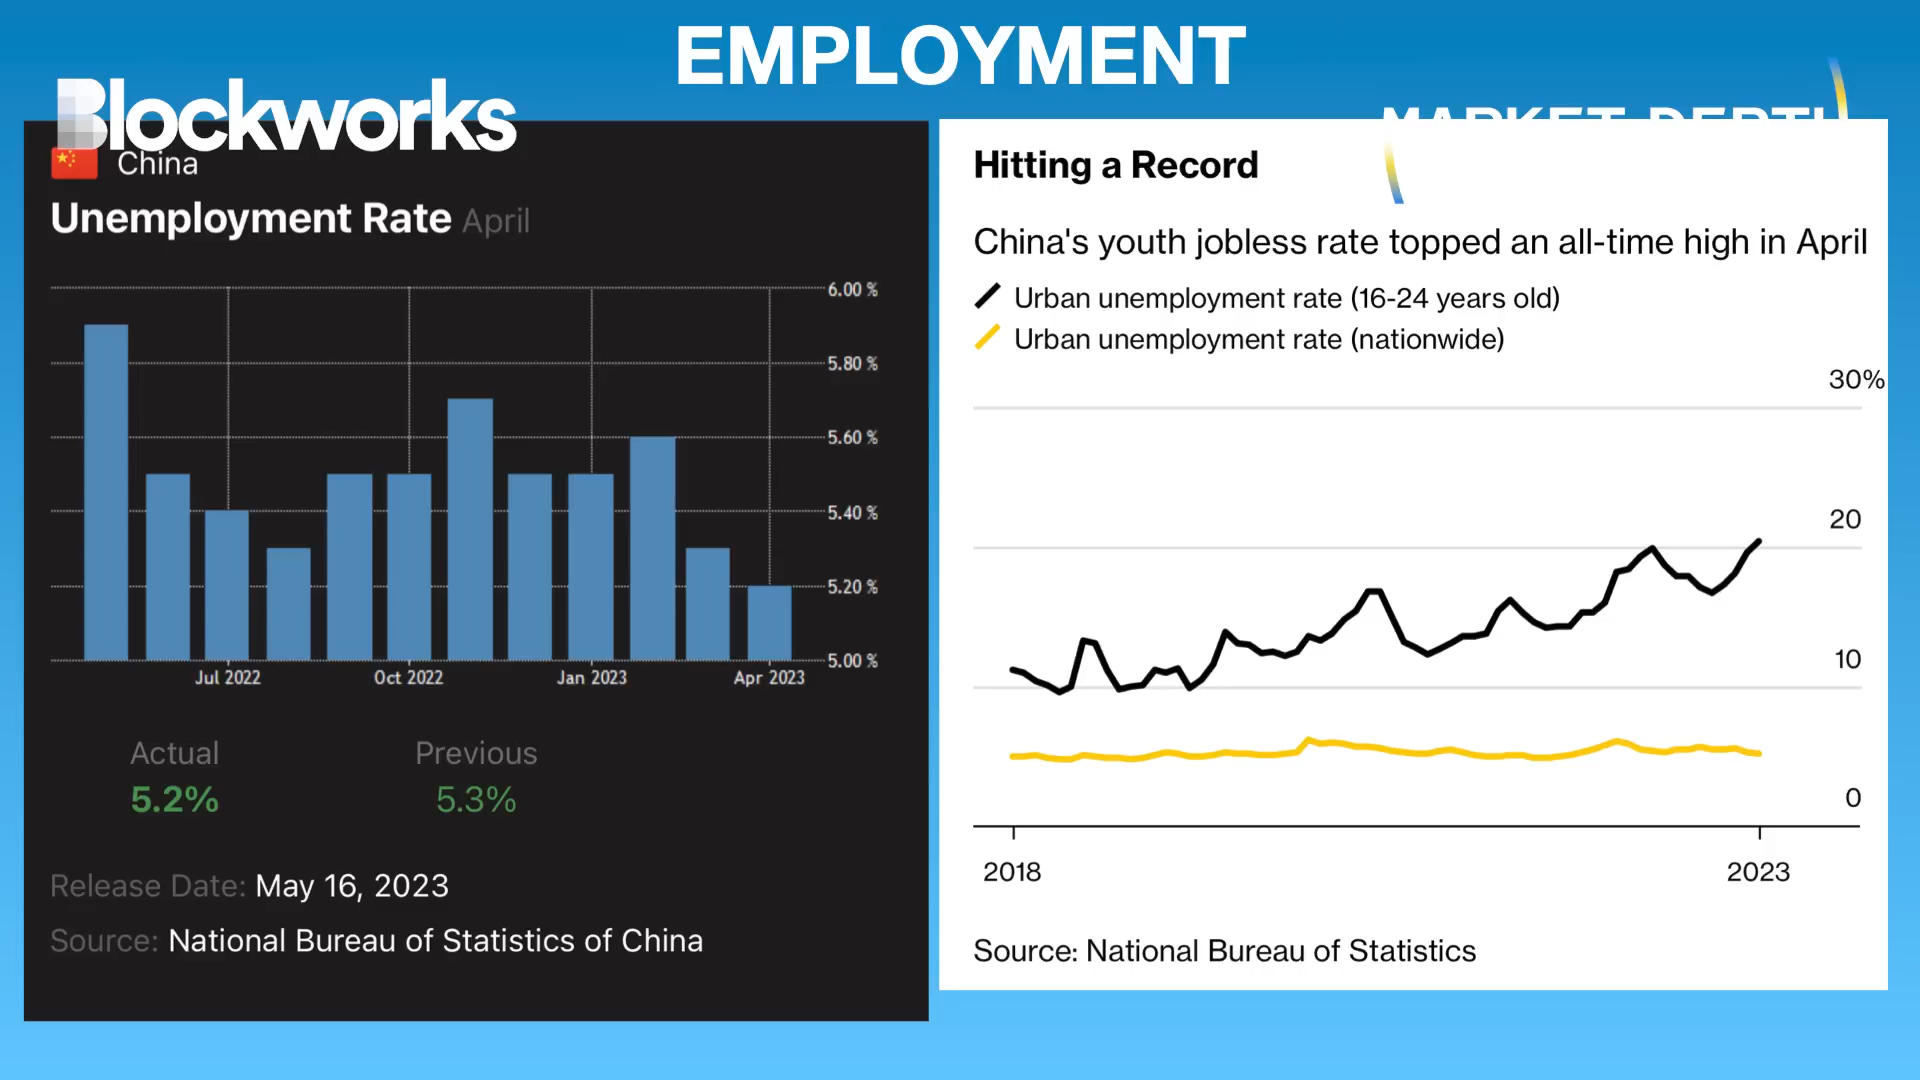 EMPLOYMENT
Blockworks
MARKET DEPTH
China
Unemployment Rate April
6.00 %
5.80 %
5.60 %
5.40 %
5.20 %
5.00 %
Jul 2022
Oct 2022
Jan 2023
Apr 2023
Actual
Previous
5.2%
5.3%
Release Date: May 16, 2023
Source: National Bureau of Statistics of China
Hitting a Record
China's youth jobless rate topped an all-time high in April
Urban unemployment rate (16-24 years old)
Urban unemployment rate (nationwide)
30%
20
10
0
2018
2023
Source: National Bureau of Statistics